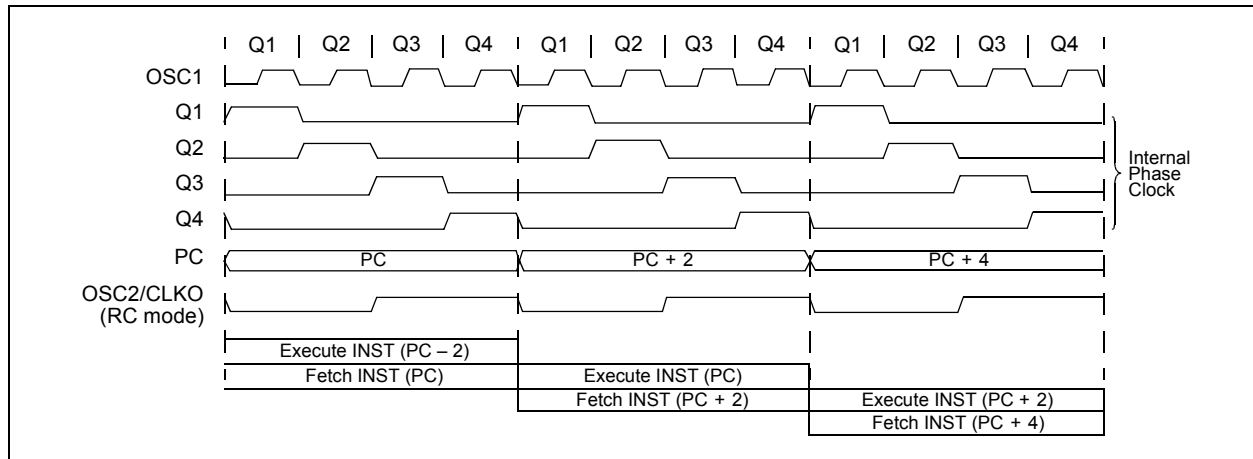 Q1 Q2 Q3 Q4 Q1 Q2 Q3 Q4 Q1 Q2 Q3 Q4
OSC1
Q1
Q2
Q3
Q4
Internal
Phase
Clock
PC PC PC + 2 PC + 4
OSC2/CLKO
(RC mode)
Execute INST (PC – 2)
Fetch INST (PC) Execute INST (PC)
Fetch INST (PC + 2) Execute INST (PC + 2)
Fetch INST (PC + 4)